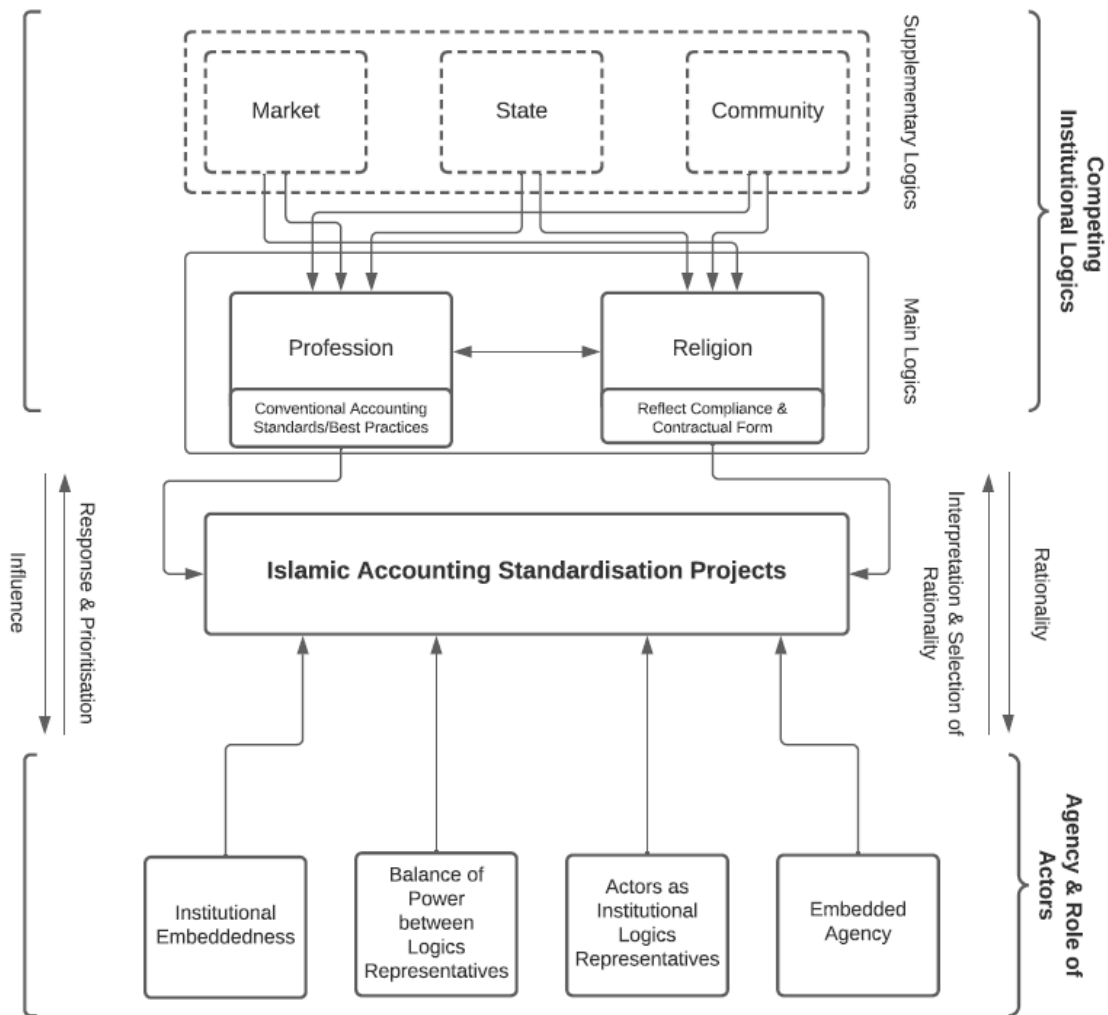 Market
State
Community
Supplementary Logics
Competing
Institutional Logics
Profession
Religion
Main Logics
Conventional Accounting
Standards/Best Practices
Reflect Compliance &
Contractual Form
Influence
Response & Prioritisation
Islamic Accounting Standardisation Projects
Interpretation & Selection of
Rationality
Rationality
Institutional
Embeddedness
Balance of
Power
between
Logics
Representatives
Actors as
Institutional
Logics
Representatives
Embedded
Agency
Agency & Role of
Actors